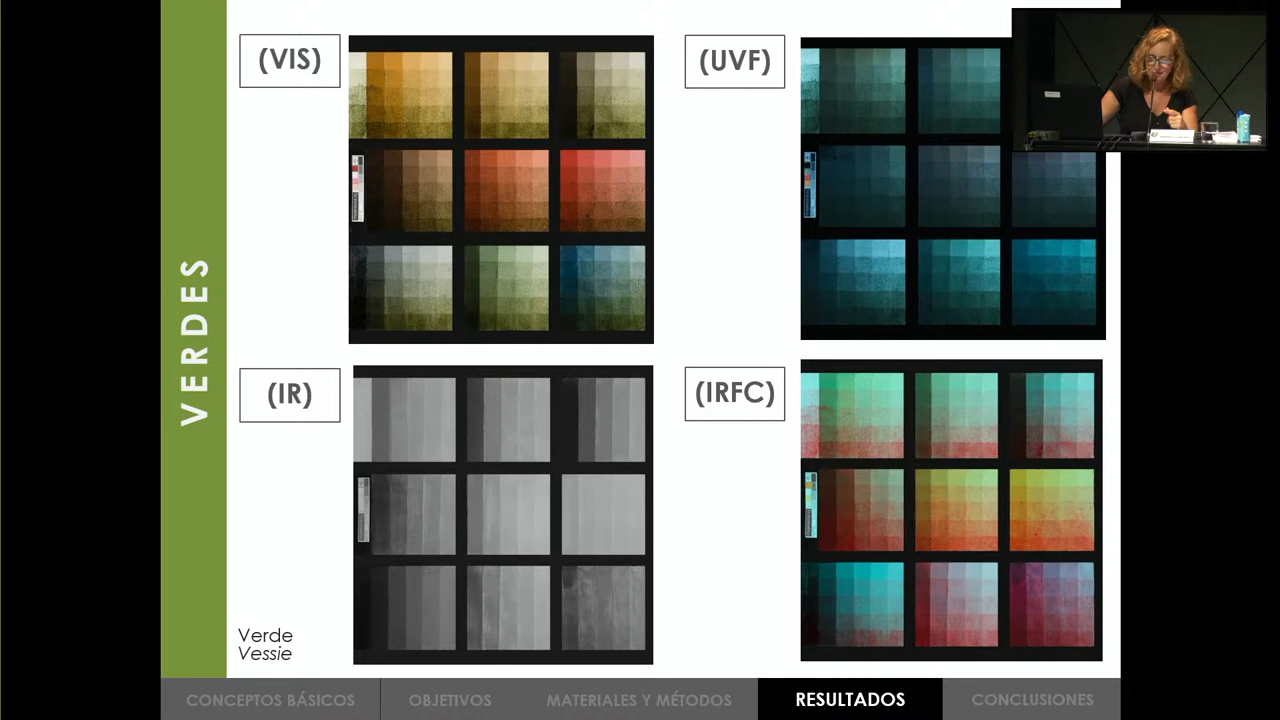 VERDES
(VIS)
(UVF)
(IR)
(IRFC)
Verde
Vessie
CONCEPTOS BÁSICOS
OBJETIVOS
MATERIALES Y MÉTODOS
RESULTADOS
CONCLUSIONES